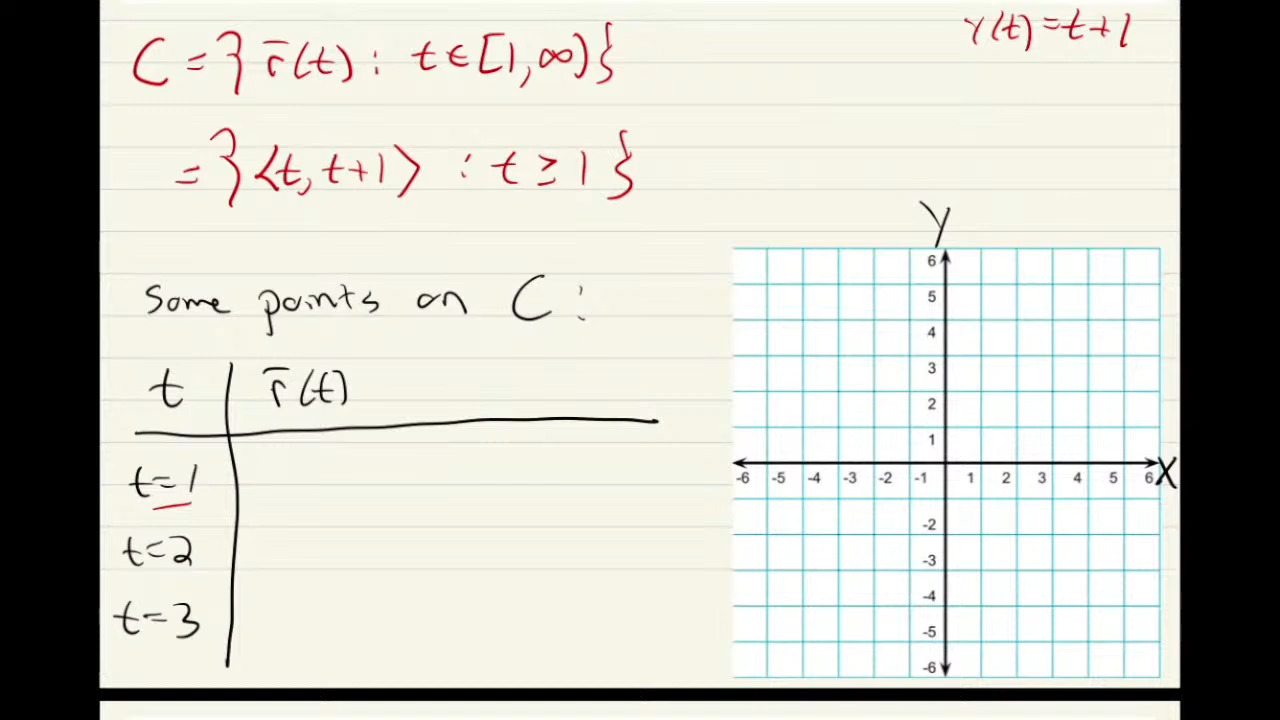 Y(t)=t+1
C = { r̄(t) : t ∈ [1, ∞) }
= { ⟨t, t+1⟩ : t ≥ 1 }
Some points on C :
t r̄(t)
t=1
t=2
t=3
Y
6
5
4
3
2
1
-6 -5 -4 -3 -2 -1 1 2 3 4 5 6 X
-2
-3
-4
-5
-6